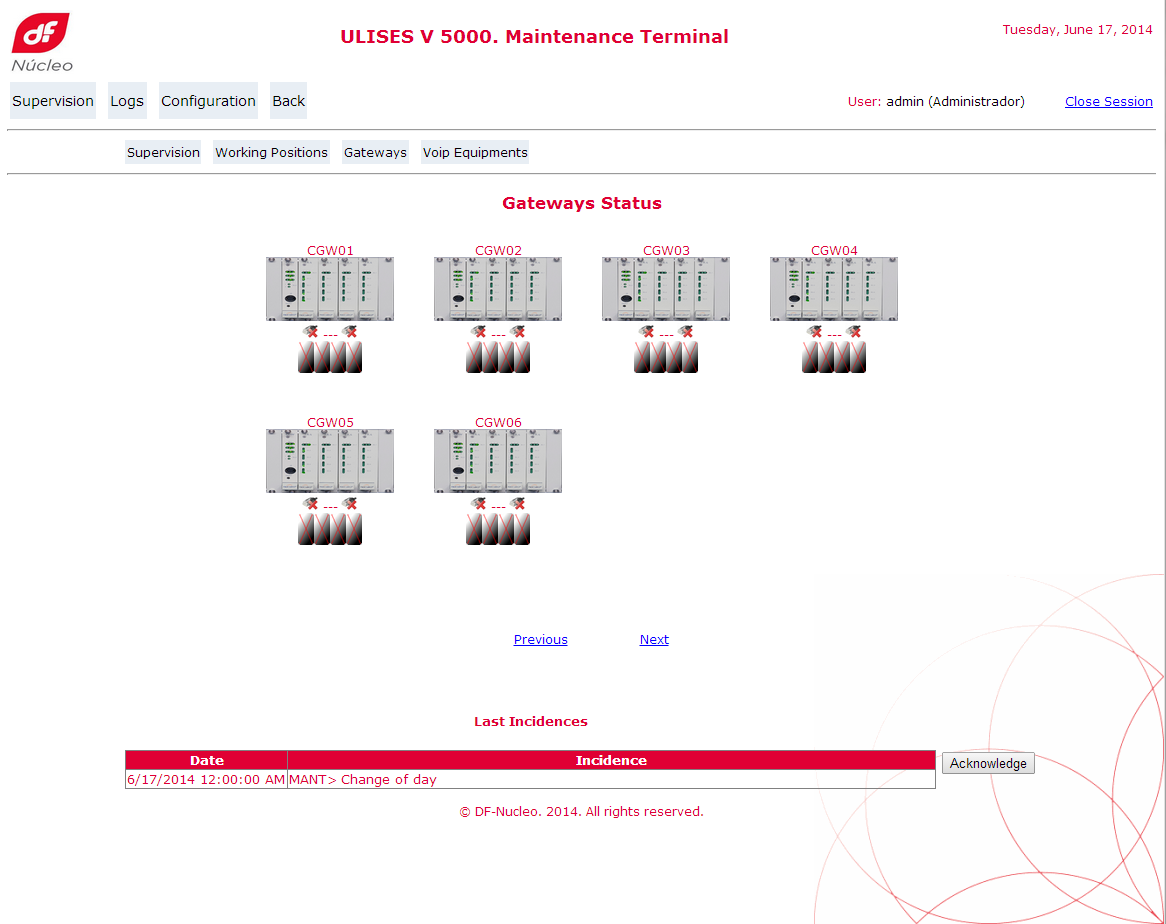 df
Núcleo
ULISES V 5000. Maintenance Terminal
Tuesday, June 17, 2014
Supervision Logs Configuration Back
User: admin (Administrador) Close Session
Supervision Working Positions Gateways Voip Equipments
Gateways Status
CGW01 CGW02 CGW03 CGW04
--- --- --- ---
CGW05 CGW06
--- ---
Previous Next
Last Incidences
Date Incidence
Acknowledge
6/17/2014 12:00:00 AM MANT> Change of day
© DF-Nucleo. 2014. All rights reserved.